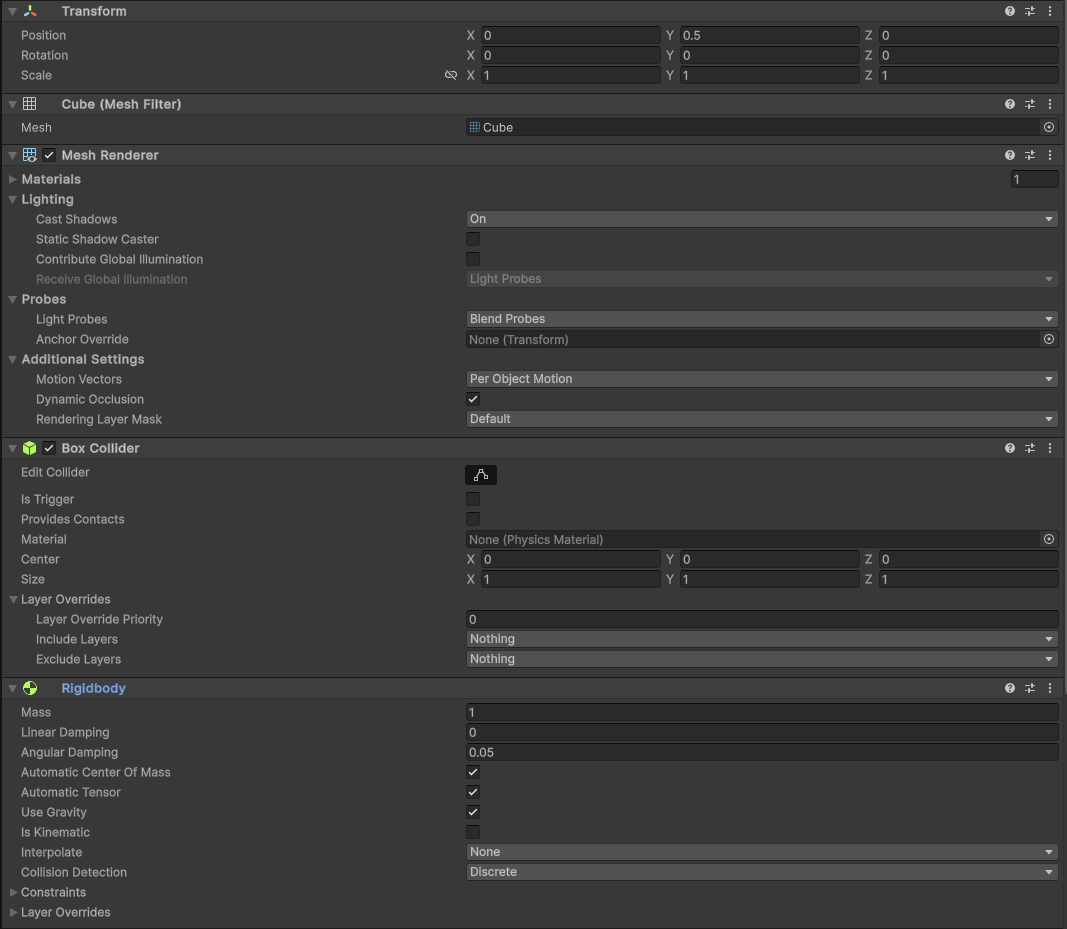 Transform
Position X 0 Y 0.5 Z 0
Rotation X 0 Y 0 Z 0
Scale X 1 Y 1 Z 1
Cube (Mesh Filter)
Mesh Cube
Mesh Renderer
Materials 1
Lighting
Cast Shadows On
Static Shadow Caster
Contribute Global Illumination
Receive Global Illumination Light Probes
Probes
Light Probes Blend Probes
Anchor Override None (Transform)
Additional Settings
Motion Vectors Per Object Motion
Dynamic Occlusion
Rendering Layer Mask Default
Box Collider
Edit Collider
Is Trigger
Provides Contacts
Material None (Physics Material)
Center X 0 Y 0 Z 0
Size X 1 Y 1 Z 1
Layer Overrides
Layer Override Priority 0
Include Layers Nothing
Exclude Layers Nothing
Rigidbody
Mass 1
Linear Damping 0
Angular Damping 0.05
Automatic Center Of Mass
Automatic Tensor
Use Gravity
Is Kinematic
Interpolate None
Collision Detection Discrete
Constraints
Layer Overrides